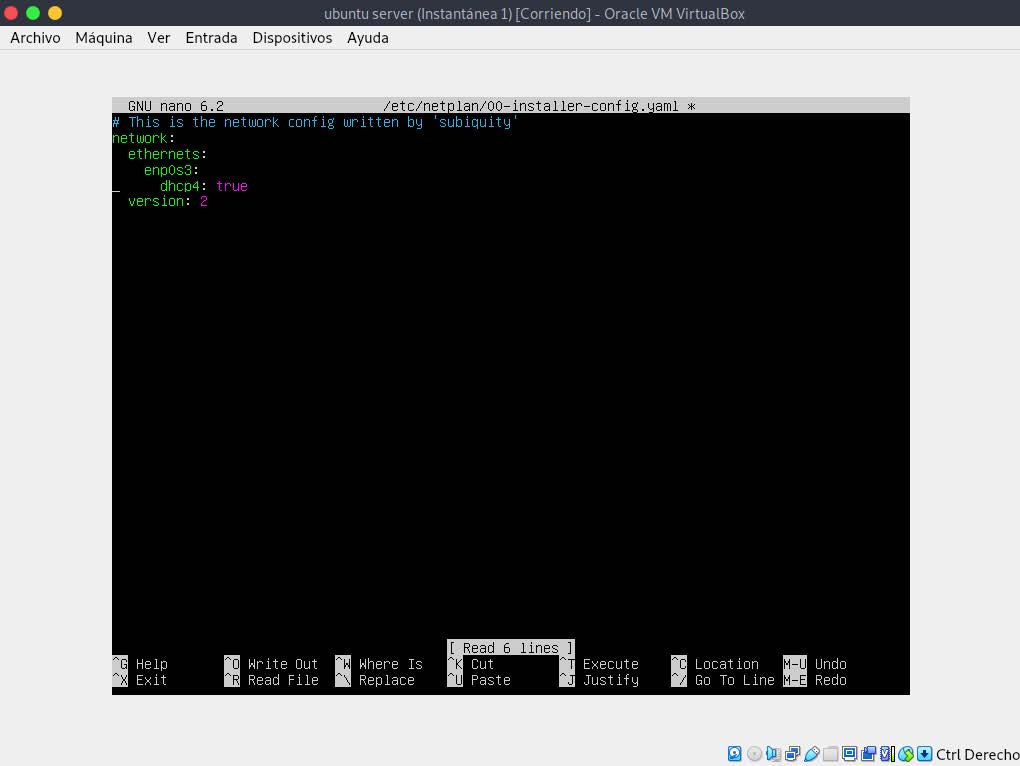 ubuntu server (Instantánea 1) [Corriendo] - Oracle VM VirtualBox
Archivo Máquina Ver Entrada Dispositivos Ayuda
GNU nano 6.2 /etc/netplan/00-installer-config.yaml *
# This is the network config written by 'subiquity'
network:
  ethernets:
    enp0s3:
      dhcp4: true
  version: 2
[ Read 6 lines ]
^G Help ^O Write Out ^W Where Is ^K Cut ^T Execute ^C Location M-U Undo
^X Exit ^R Read File ^\ Replace ^U Paste ^J Justify ^/ Go To Line M-E Redo
Ctrl Derecho